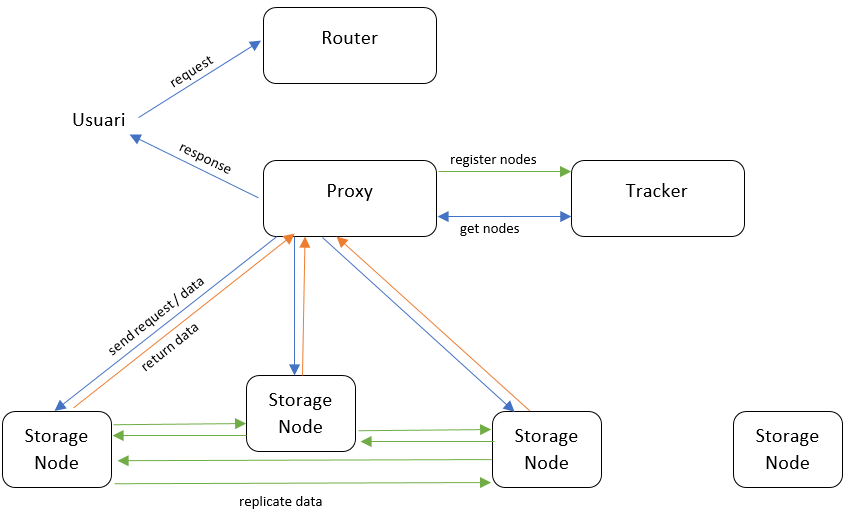 Router
request
Usuari
response
register nodes
Proxy
Tracker
get nodes
send request / data
return data
Storage
Node
Storage
Node
Storage
Node
Storage
Node
replicate data